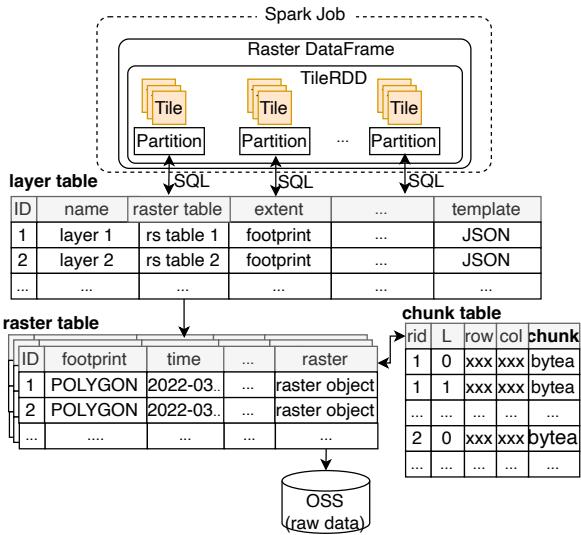 Spark Job
Raster DataFrame
TileRDD
Tile Tile Tile
Partition Partition ... Partition
SQL SQL SQL
layer table
ID name raster table extent ... template
1 layer 1 rs table 1 footprint ... JSON
2 layer 2 rs table 2 footprint ... JSON
... ... ... ... ... ...
raster table
ID footprint time ... raster
1 POLYGON 2022-03.. ... raster object
2 POLYGON 2022-03.. ... raster object
... .... ... ... ...
chunk table
rid L row col chunk
1 0 xxx xxx bytea
1 1 xxx xxx bytea
... ... ... ... ...
2 0 xxx xxx bytea
... ... ... ... ...
OSS
(raw data)